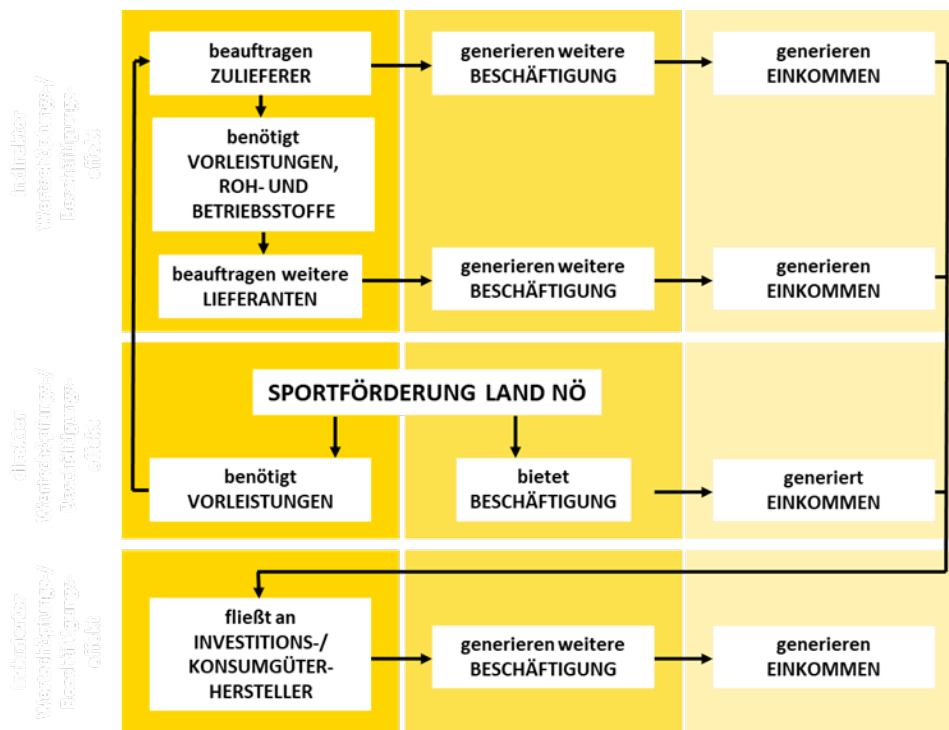 beauftragen
ZULIEFERER
generieren weitere
BESCHÄFTIGUNG
generieren
EINKOMMEN
benötigt
VORLEISTUNGEN,
ROH- UND
BETRIEBSSTOFFE
beauftragen weitere
LIEFERANTEN
generieren weitere
BESCHÄFTIGUNG
generieren
EINKOMMEN
SPORTFÖRDERUNG LAND NÖ
benötigt
VORLEISTUNGEN
bietet
BESCHÄFTIGUNG
generiert
EINKOMMEN
fließt an
INVESTITIONS-/
KONSUMGÜTER-
HERSTELLER
generieren weitere
BESCHÄFTIGUNG
generieren
EINKOMMEN